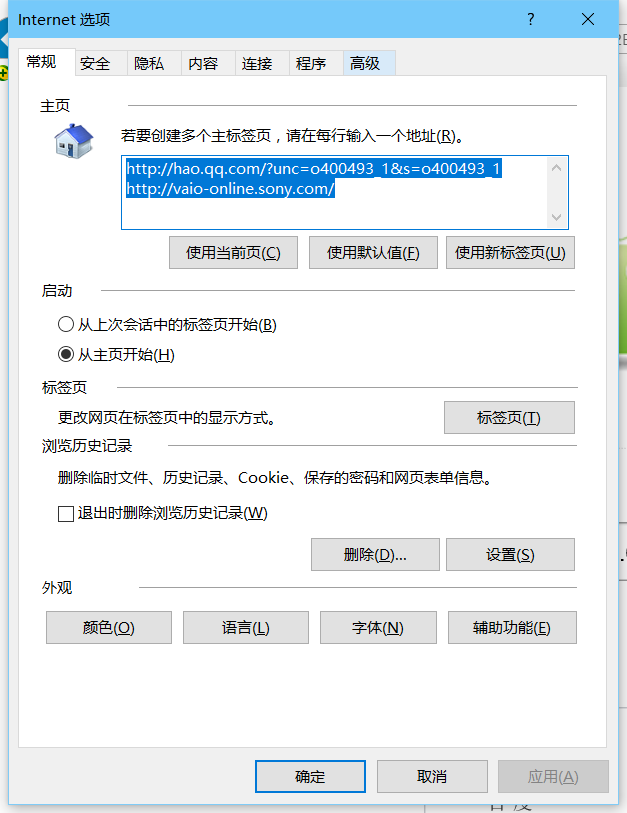 Internet 选项
常规 安全 隐私 内容 连接 程序 高级
主页
若要创建多个主标签页，请在每行输入一个地址(R)。
http://hao.qq.com/?unc=o400493_1&s=o400493_1
http://vaio-online.sony.com/
使用当前页(C) 使用默认值(F) 使用新标签页(U)
启动
从上次会话中的标签页开始(B)
从主页开始(H)
标签页
更改网页在标签页中的显示方式。 标签页(T)
浏览历史记录
删除临时文件、历史记录、Cookie、保存的密码和网页表单信息。
退出时删除浏览历史记录(W)
删除(D)... 设置(S)
外观
颜色(O) 语言(L) 字体(N) 辅助功能(E)
确定 取消 应用(A)